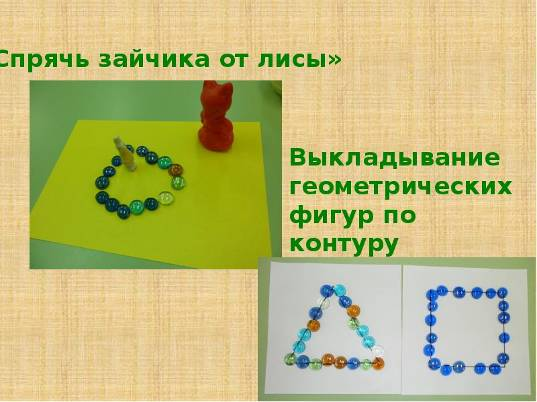 Спрячь зайчика от лисы»
Выкладывание
геометрических
фигур по
контуру